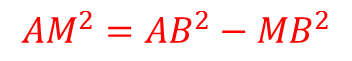 AM² = AB² − MB²